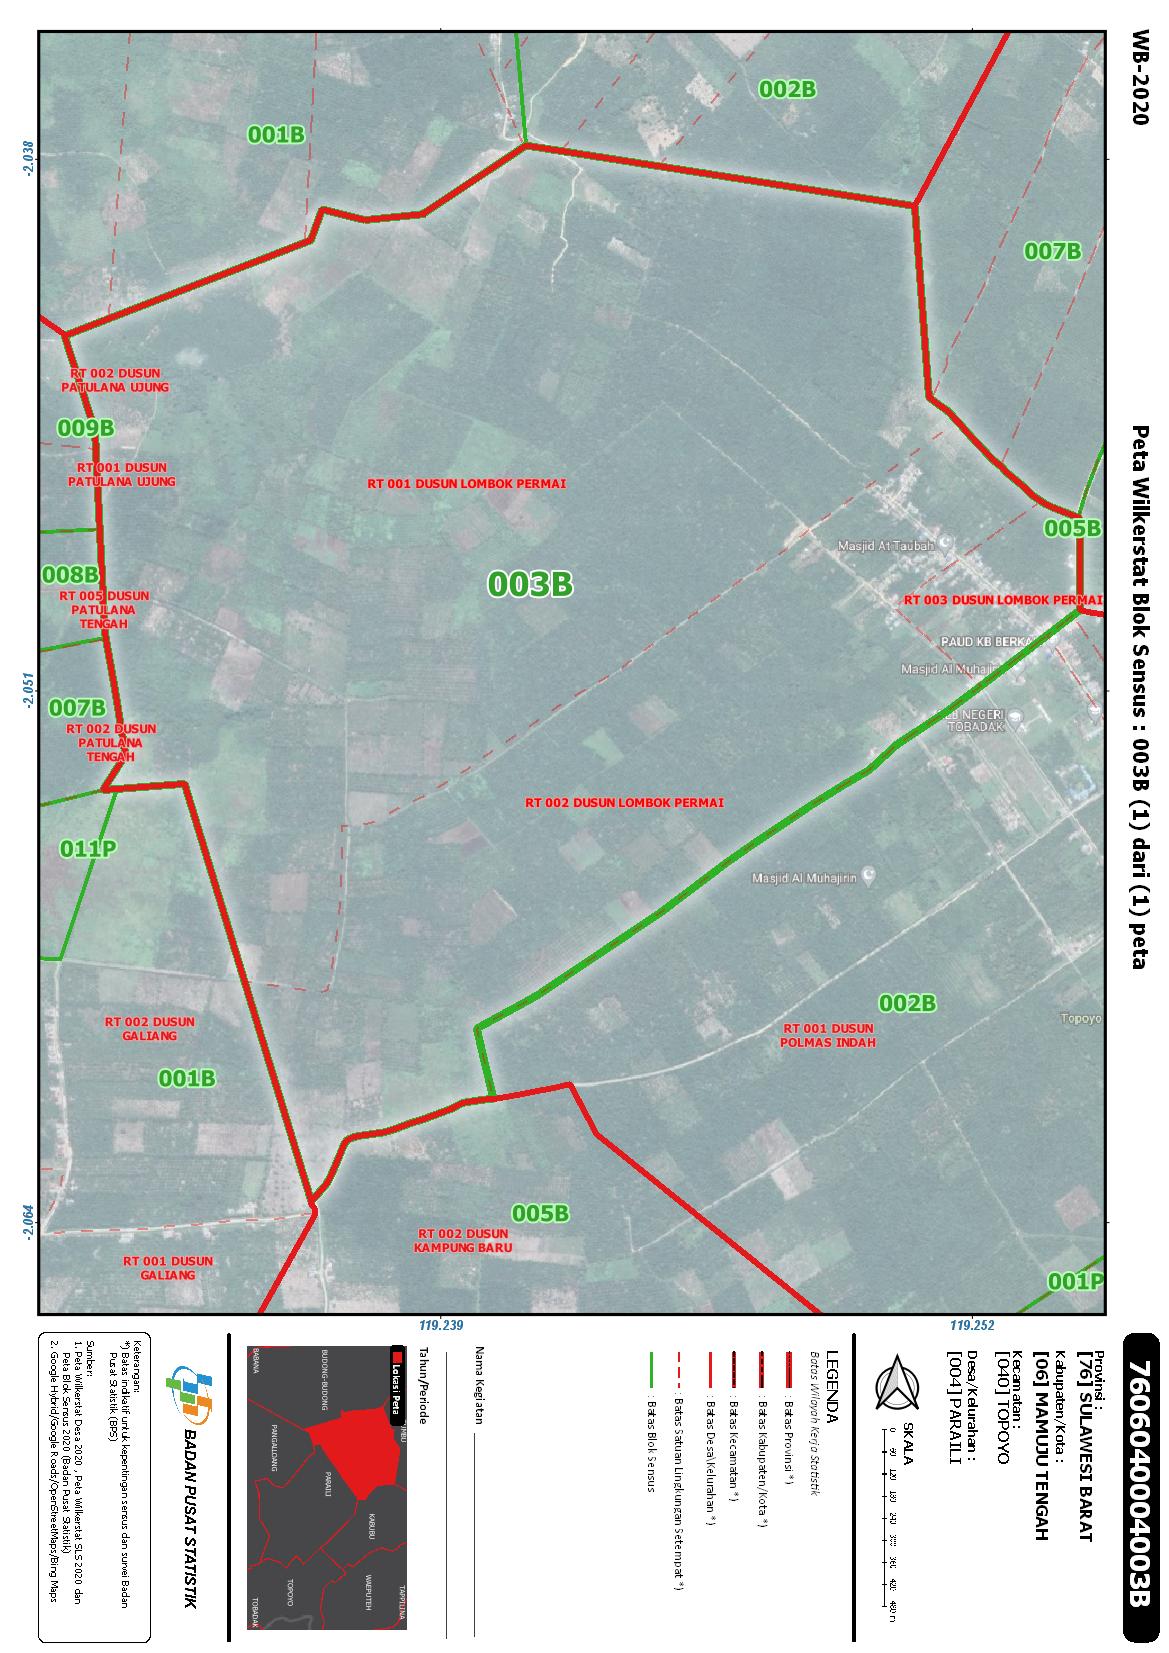 WB-2020
Peta Wilkerstat Blok Sensus : 003B (1) dari (1) peta
7606040004003B
Provinsi :
[76] SULAWESI BARAT
Kabupaten/Kota :
[06] MAMUJU TENGAH
Kecamatan :
[040] TOPOYO
Desa/Kelurahan :
[004] PARAILI
SKALA
0 60 120 180 240 300 360 420 480 m
LEGENDA
Batas Wilayah Kerja Statistik
: Batas Provinsi *)
: Batas Kabupaten/Kota *)
: Batas Kecamatan *)
: Batas Desa\Kelurahan *)
: Batas Satuan Lingkungan Setempat *)
: Batas Blok Sensus
Nama Kegiatan
Tahun/Periode
Lokasi Peta
BUDONG-BUDONG
BABANA
PANGALLOANG
PARAILI
KABUBU
TOPOYO
WAEPUTEH
TAPPILINA
TOBADAK
BADAN PUSAT STATISTIK
Keterangan:
*) Batas indikatif untuk kepentingan sensus dan survei Badan
Pusat Statistik (BPS)
Sumber:
1. Peta Wilkerstat Desa 2020 , Peta Wilkerstat SLS 2020 dan
Peta Blok Sensus 2020 (Badan Pusat Statistik)
2. Google Hybrid/Google Roads/OpenStreetMaps/Bing Maps
-2.038
-2.051
-2.064
119.239
119.252
002B
001B
007B
RT 002 DUSUN
PATULANA UJUNG
009B
RT 001 DUSUN
PATULANA UJUNG
RT 001 DUSUN LOMBOK PERMAI
005B
Masjid At Taubah
008B
003B
RT 005 DUSUN
PATULANA
TENGAH
RT 003 DUSUN LOMBOK PERMAI
PAUD KB BERKA
Masjid Al Muhajir
007B
SLB NEGERI
TOBADAK
RT 002 DUSUN
PATULANA
TENGAH
RT 002 DUSUN LOMBOK PERMAI
011P
Masjid Al Muhajirin
002B
Topoyo
RT 002 DUSUN
GALIANG
RT 001 DUSUN
POLMAS INDAH
001B
005B
RT 002 DUSUN
KAMPUNG BARU
RT 001 DUSUN
GALIANG
001P